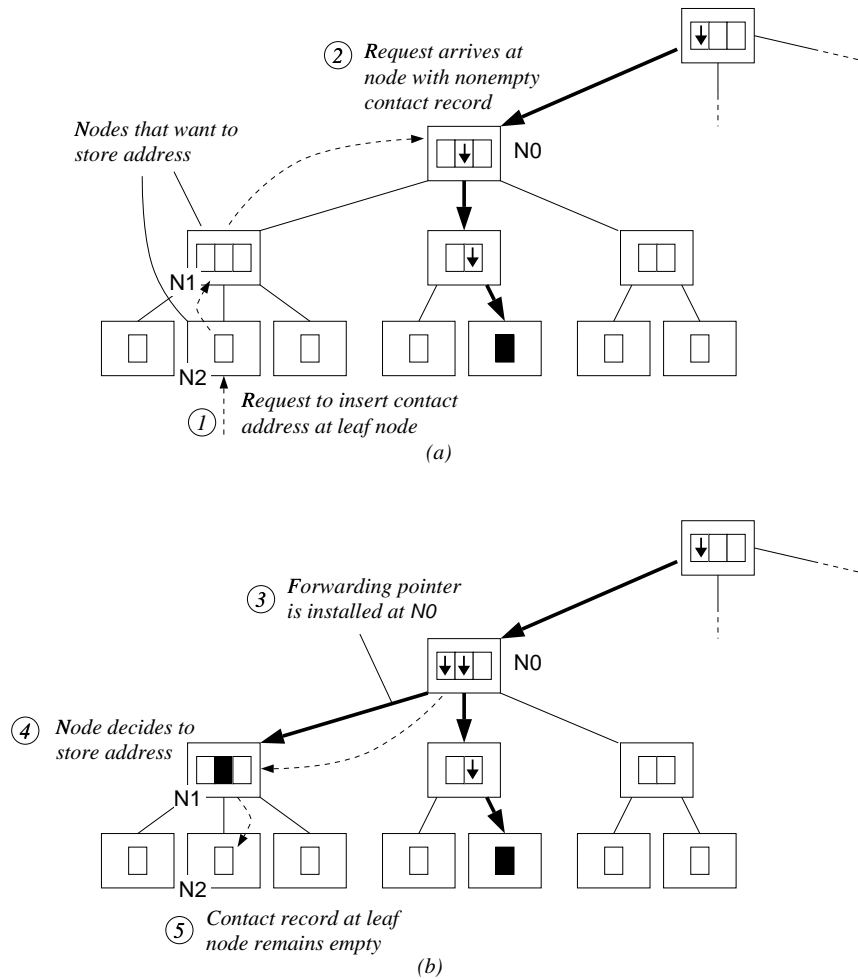 2 Request arrives at
node with nonempty
contact record
Nodes that want to
store address
N0
N1
N2
1 Request to insert contact
address at leaf node
(a)
3 Forwarding pointer
is installed at N0
N0
4 Node decides to
store address
N1
N2
5 Contact record at leaf
node remains empty
(b)